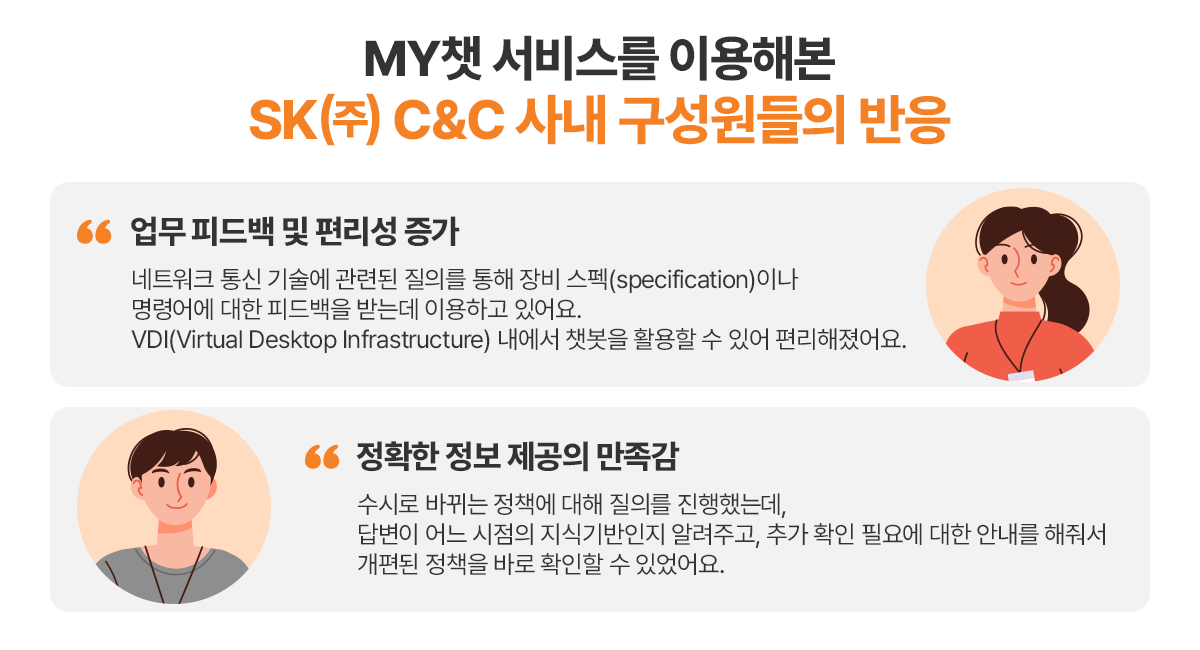 MY챗 서비스를 이용해본
SK(주) C&C 사내 구성원들의 반응
“ 업무 피드백 및 편리성 증가
네트워크 통신 기술에 관련된 질의를 통해 장비 스펙(specification)이나
명령어에 대한 피드백을 받는데 이용하고 있어요.
VDI(Virtual Desktop Infrastructure) 내에서 챗봇을 활용할 수 있어 편리해졌어요.
“ 정확한 정보 제공의 만족감
수시로 바뀌는 정책에 대해 질의를 진행했는데,
답변이 어느 시점의 지식기반인지 알려주고, 추가 확인 필요에 대한 안내를 해줘서
개편된 정책을 바로 확인할 수 있었어요.